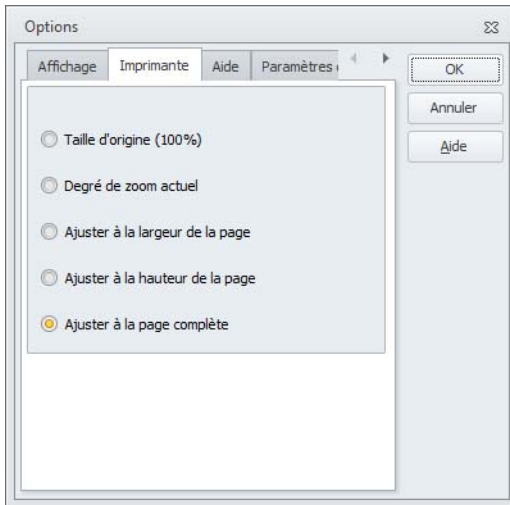 Options
Affichage Imprimante Aide Paramètres
OK
Annuler
Aide
Taille d'origine (100%)
Degré de zoom actuel
Ajuster à la largeur de la page
Ajuster à la hauteur de la page
Ajuster à la page complète